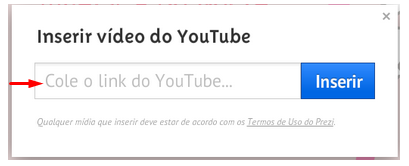 ×
Inserir vídeo do YouTube
Cole o link do YouTube...
Inserir
Qualquer mídia que inserir deve estar de acordo com os Termos de Uso do Prezi.